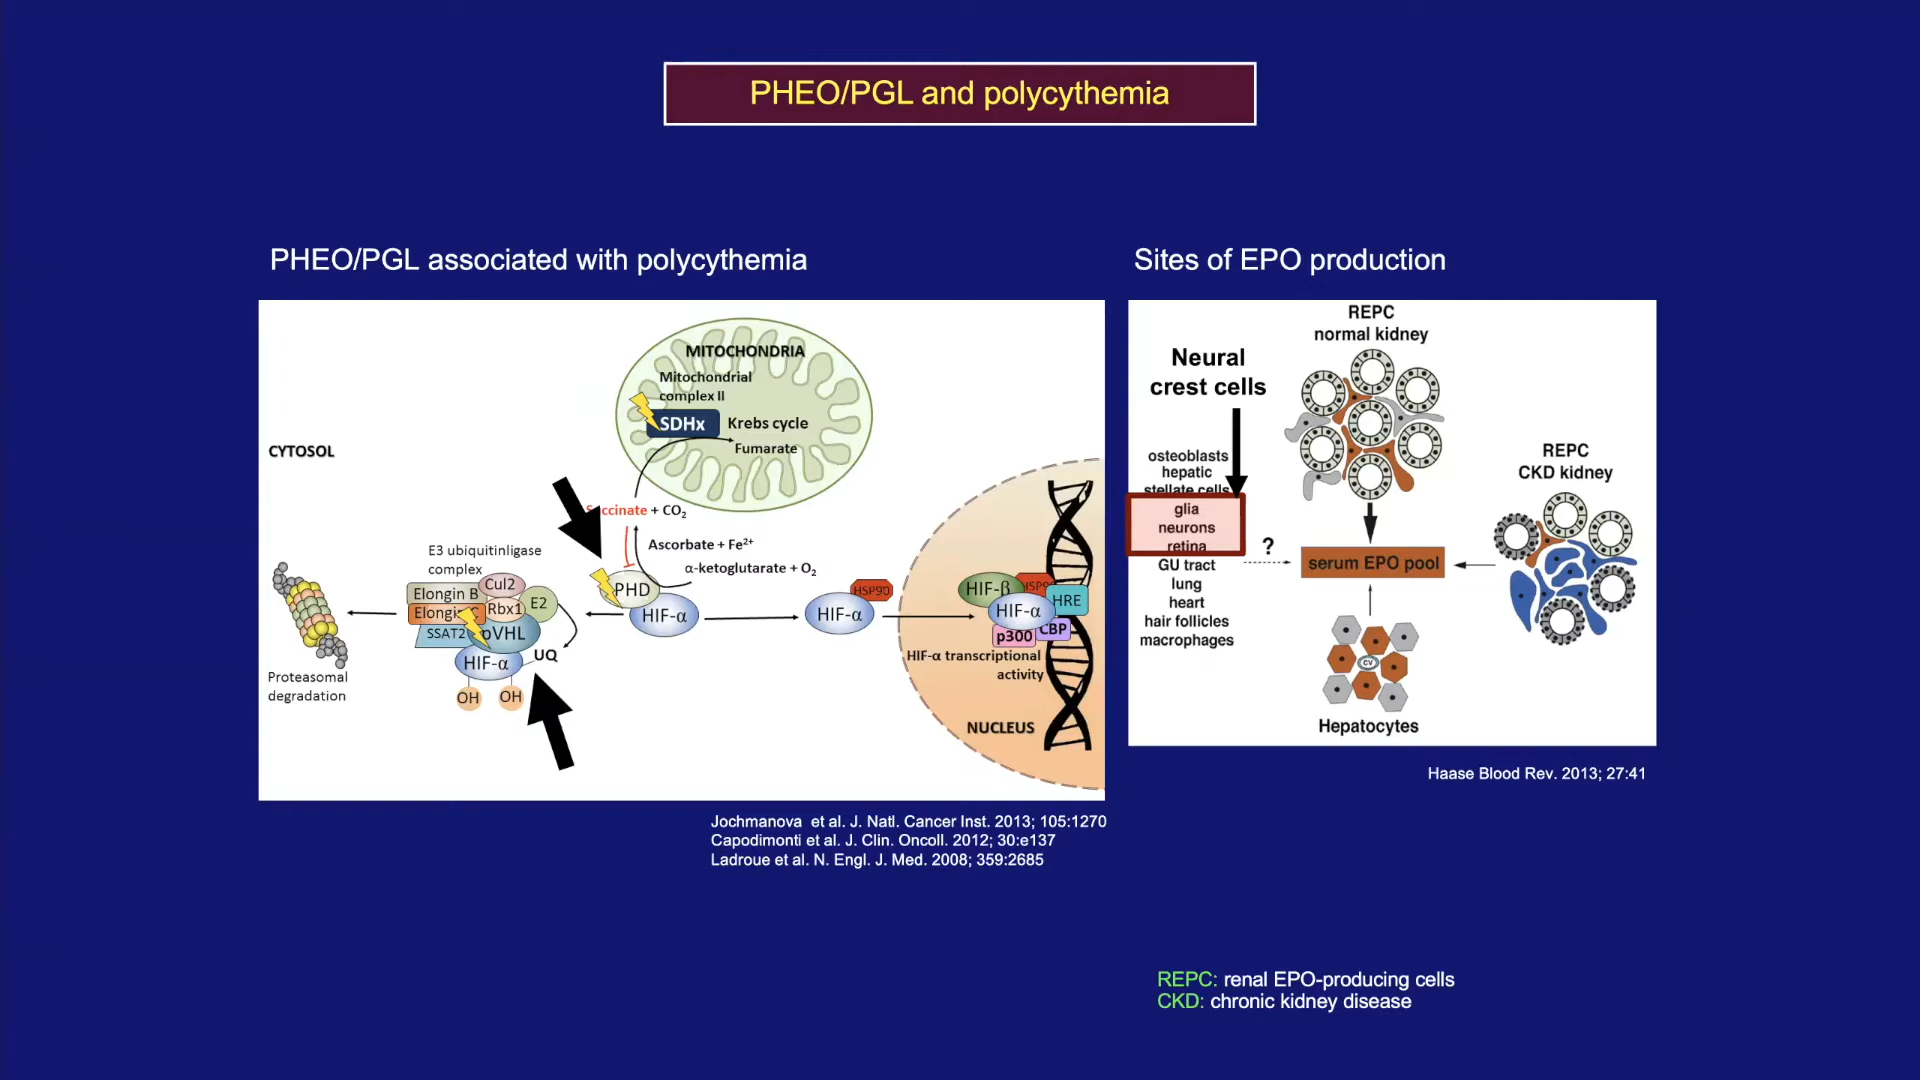 PHEO/PGL and polycythemia
PHEO/PGL associated with polycythemia
MITOCHONDRIA
Mitochondrial
complex II
SDHx
Krebs cycle
Fumarate
CYTOSOL
Succinate + CO2
Ascorbate + Fe2+
α-ketoglutarate + O2
E3 ubiquitinligase
complex
Elongin B
Cul2
Elongin C
Rbx1
E2
SSAT2
pVHL
HIF-α
UQ
OH
OH
Proteasomal
degradation
PHD
HIF-α
HSP90
HIF-α
HIF-β
HSP90
HIF-α
HRE
p300
CBP
HIF-α transcriptional
activity
NUCLEUS
Jochmanova et al. J. Natl. Cancer Inst. 2013; 105:1270
Capodimonti et al. J. Clin. Oncoll. 2012; 30:e137
Ladroue et al. N. Engl. J. Med. 2008; 359:2685
Sites of EPO production
REPC
normal kidney
Neural
crest cells
osteoblasts
hepatic
stellate cells
glia
neurons
retina
GU tract
lung
heart
hair follicles
macrophages
?
serum EPO pool
REPC
CKD kidney
CV
Hepatocytes
Haase Blood Rev. 2013; 27:41
REPC: renal EPO-producing cells
CKD: chronic kidney disease